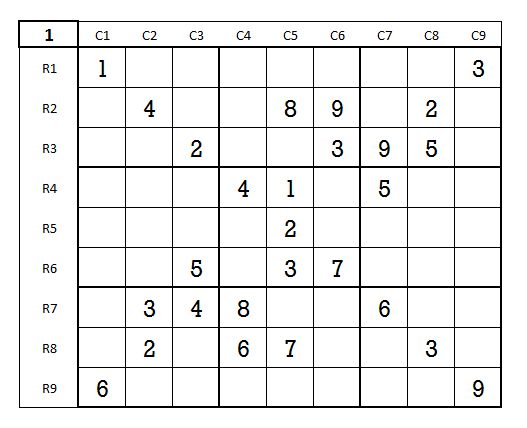 1 C1 C2 C3 C4 C5 C6 C7 C8 C9
R1 1 3
R2 4 8 9 2
R3 2 3 9 5
R4 4 1 5
R5 2
R6 5 3 7
R7 3 4 8 6
R8 2 6 7 3
R9 6 9